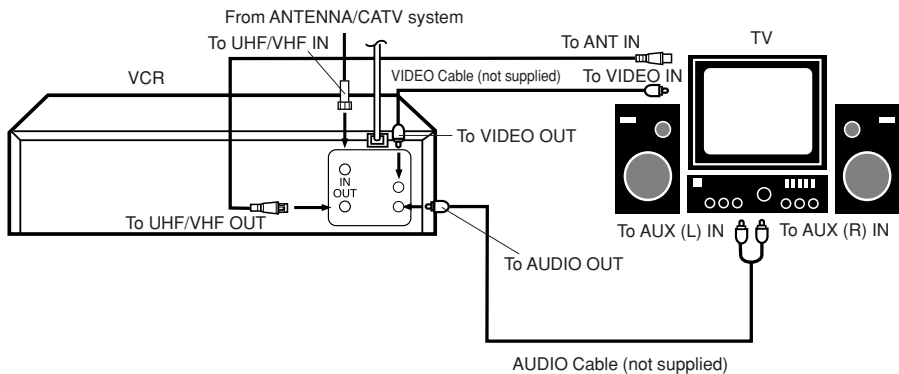 From ANTENNA/CATV system
To UHF/VHF IN
To ANT IN
TV
VCR
VIDEO Cable (not supplied)
To VIDEO IN
To VIDEO OUT
IN
OUT
To UHF/VHF OUT
To AUX (L) IN
To AUX (R) IN
To AUDIO OUT
AUDIO Cable (not supplied)